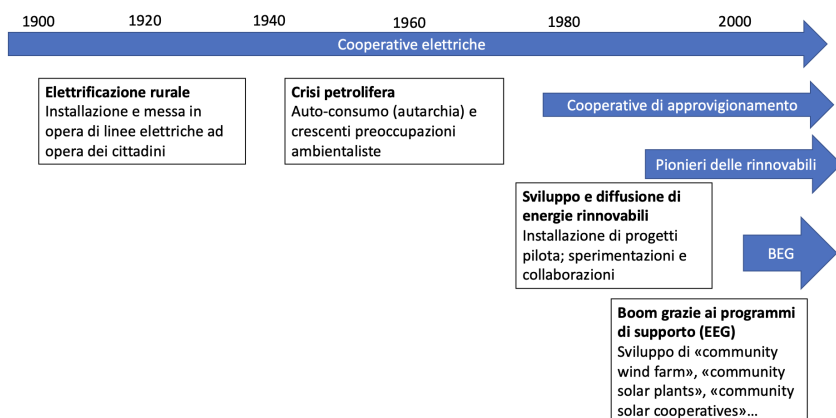 1900 1920 1940 1960 1980 2000
Cooperative elettriche
Elettrificazione rurale
Installazione e messa in
opera di linee elettriche ad
opera dei cittadini
Crisi petrolifera
Auto-consumo (autarchia) e
crescenti preoccupazioni
ambientaliste
Cooperative di approvigionamento
Pionieri delle rinnovabili
Sviluppo e diffusione di
energie rinnovabili
Installazione di progetti
pilota; sperimentazioni e
collaborazioni
BEG
Boom grazie ai programmi
di supporto (EEG)
Sviluppo di «community
wind farm», «community
solar plants», «community
solar cooperatives»…